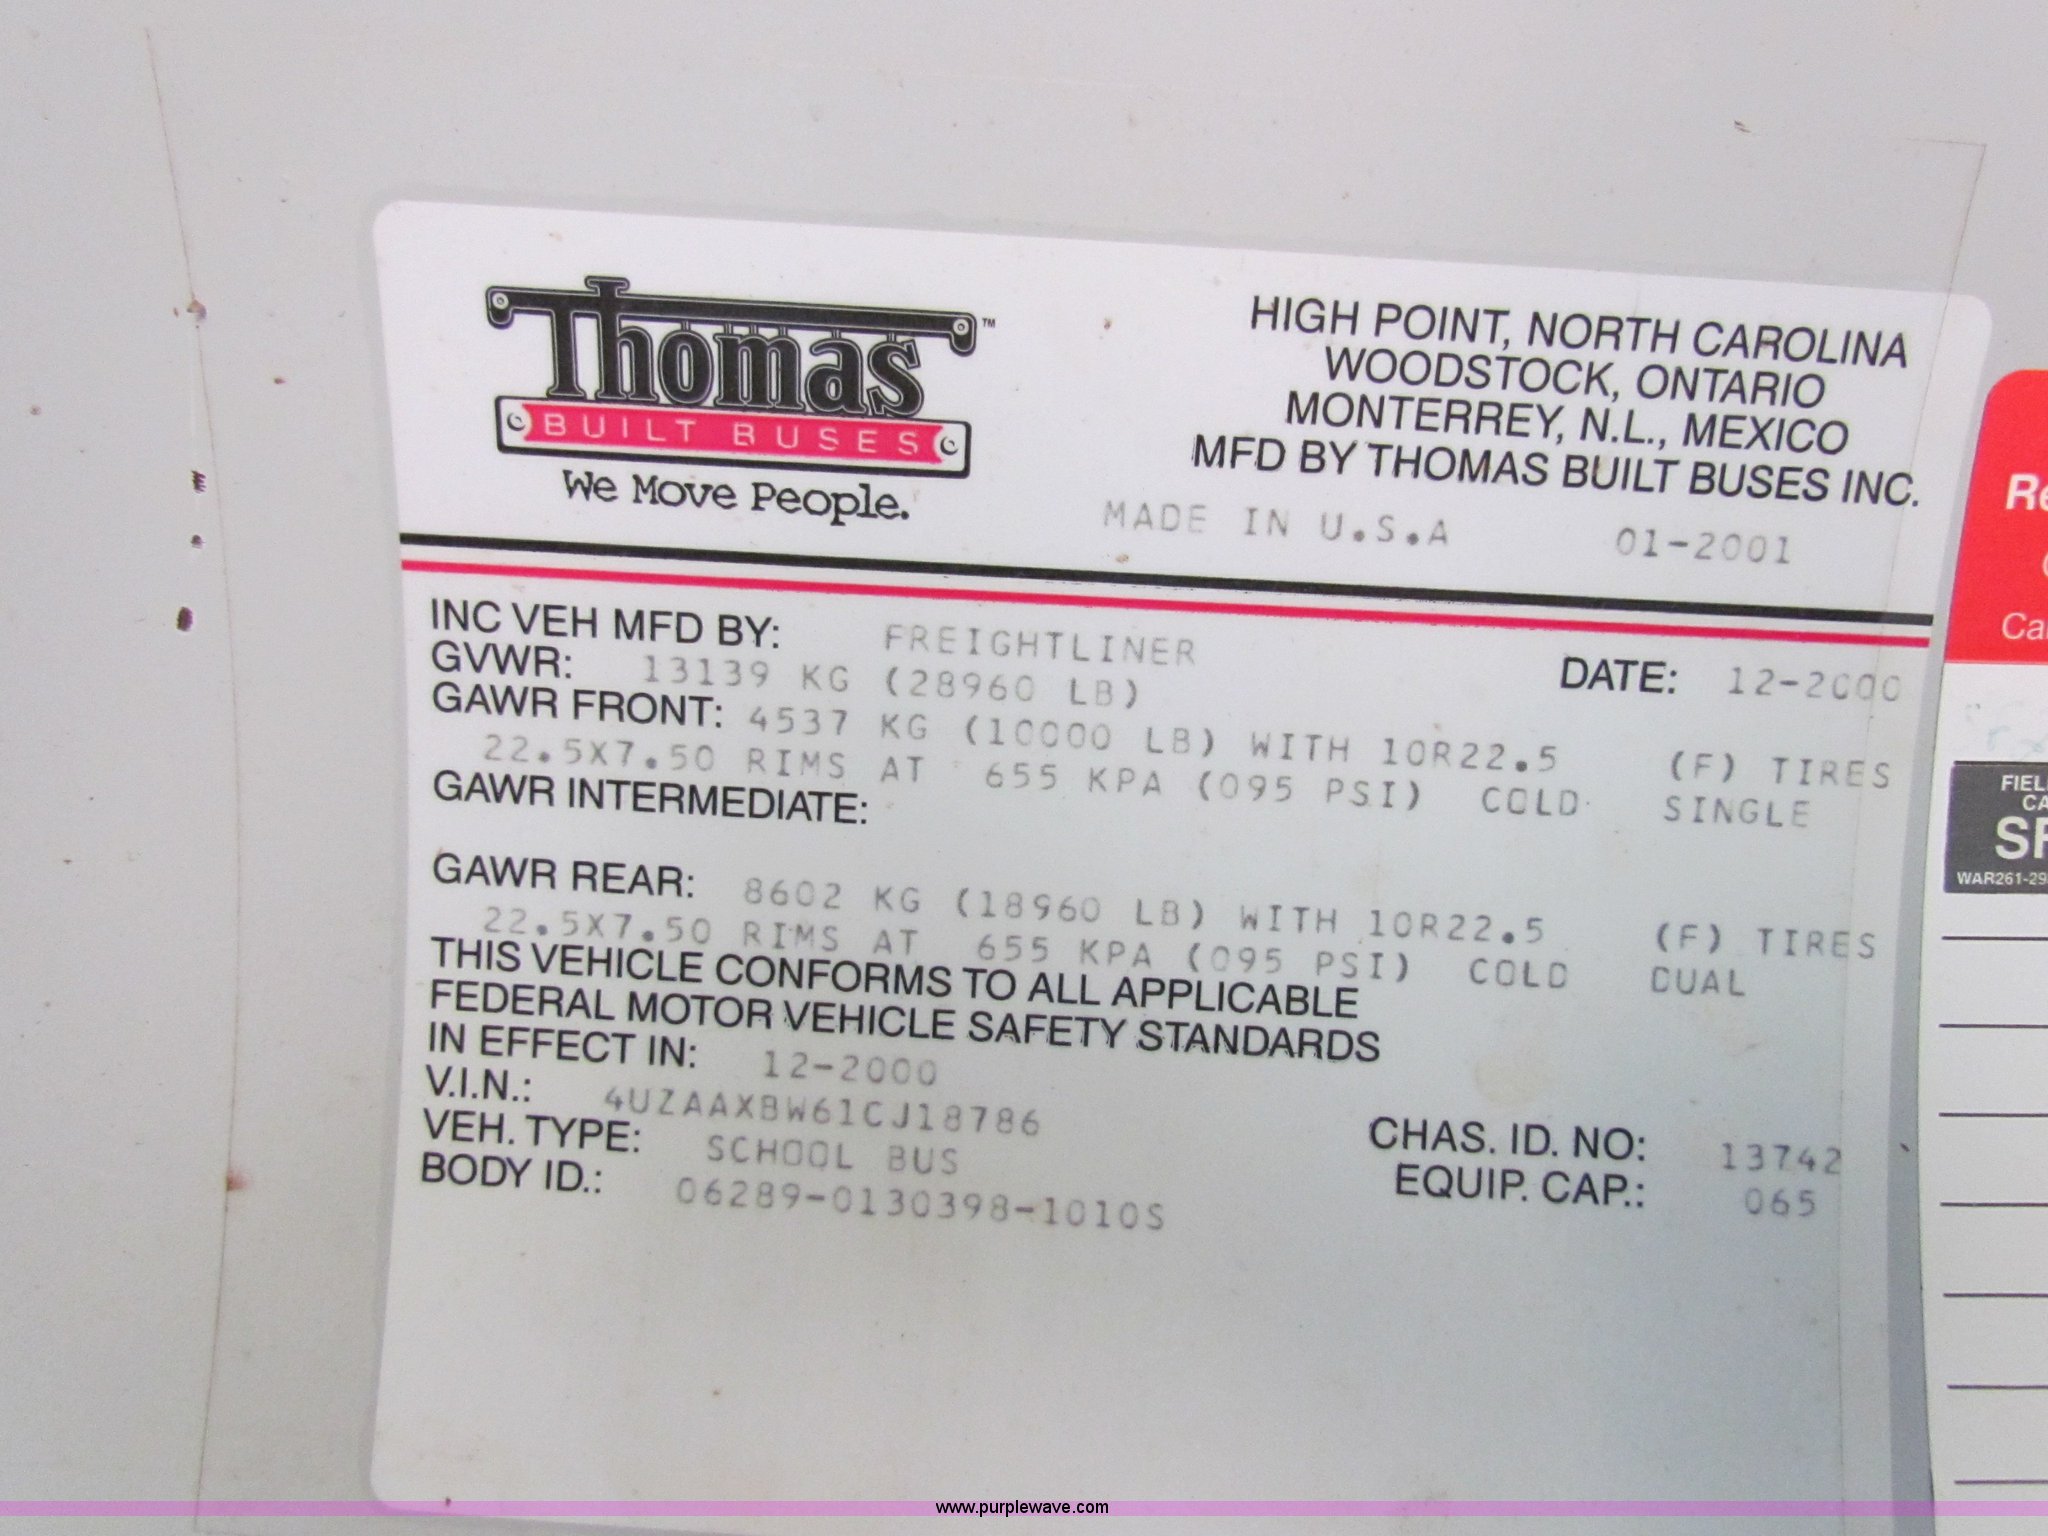 Thomas™
BUILT BUSES
We Move People.
HIGH POINT, NORTH CAROLINA
WOODSTOCK, ONTARIO
MONTERREY, N.L., MEXICO
MFD BY THOMAS BUILT BUSES INC.
MADE IN U.S.A 01-2001
INC VEH MFD BY: FREIGHTLINER
GVWR: 13139 KG (28960 LB) DATE: 12-2000
GAWR FRONT: 4537 KG (10000 LB) WITH 10R22.5 (F) TIRES
22.5X7.50 RIMS AT 655 KPA (095 PSI) COLD SINGLE
GAWR INTERMEDIATE:
GAWR REAR: 8602 KG (18960 LB) WITH 10R22.5 (F) TIRES
22.5X7.50 RIMS AT 655 KPA (095 PSI) COLD DUAL
THIS VEHICLE CONFORMS TO ALL APPLICABLE
FEDERAL MOTOR VEHICLE SAFETY STANDARDS
IN EFFECT IN: 12-2000
V.I.N.: 4UZAAXBW61CJ18786
VEH. TYPE: SCHOOL BUS CHAS. ID. NO: 13742
BODY ID.: 06289-0130398-1010S EQUIP. CAP.: 065
WAR261-29
www.purplewave.com